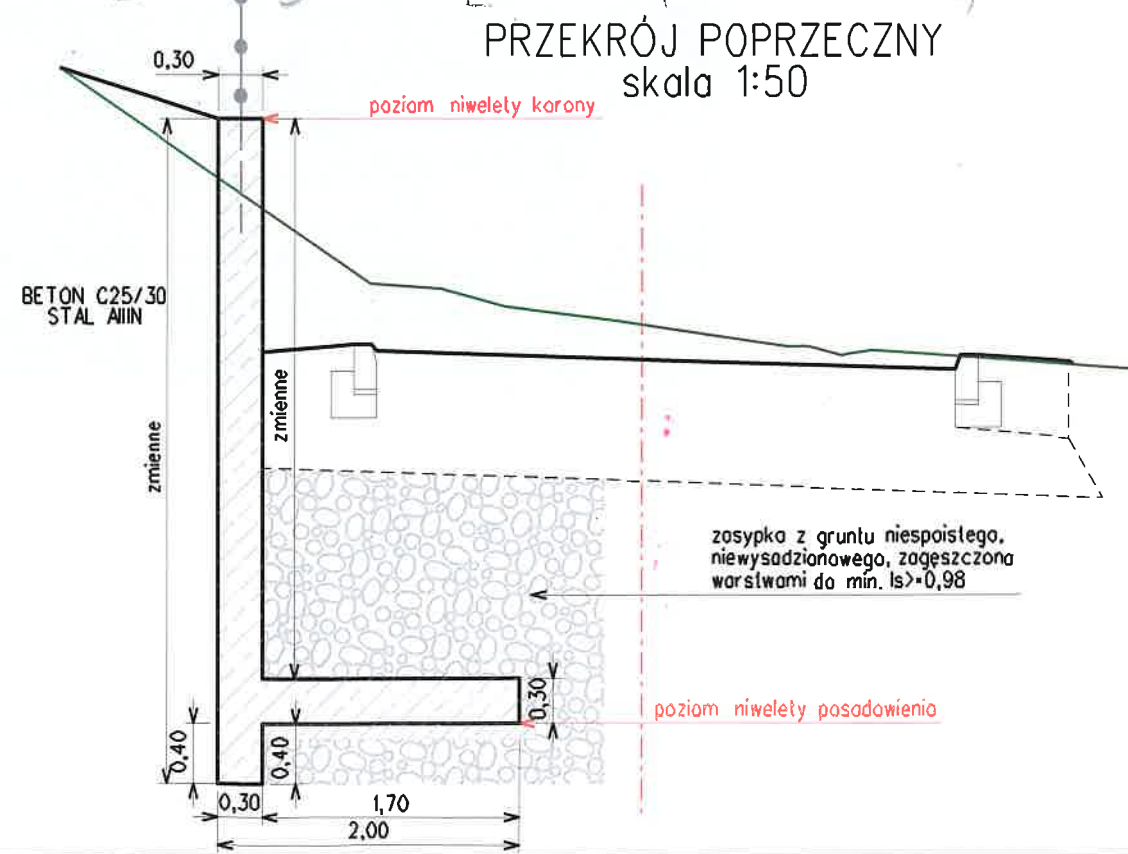 PRZEKRÓJ POPRZECZNY
skala 1:50
0,30
poziom niwelety korony
BETON C25/30
STAL AIIIN
zmienne
zmienne
zasypka z gruntu niespoistego,
niewysadzionowego, zagęszczona
warstwami do min. Is>=0,98
0,30
poziom niwelety posadowienia
0,40
0,40
0,30
1,70
2,00